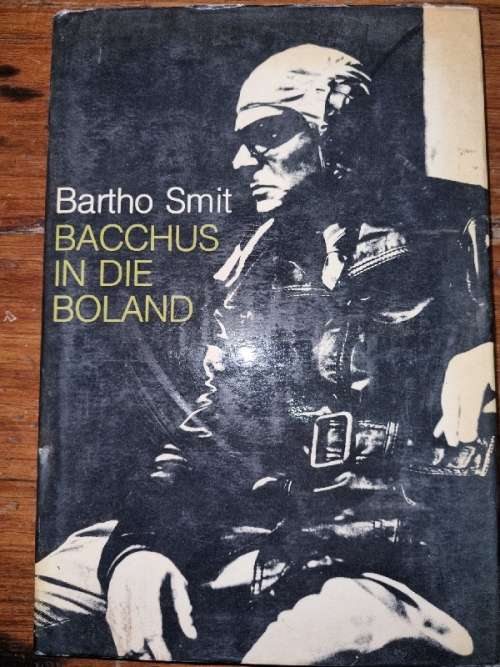 Bartho Smit
BACCHUS
IN DIE
BOLAND